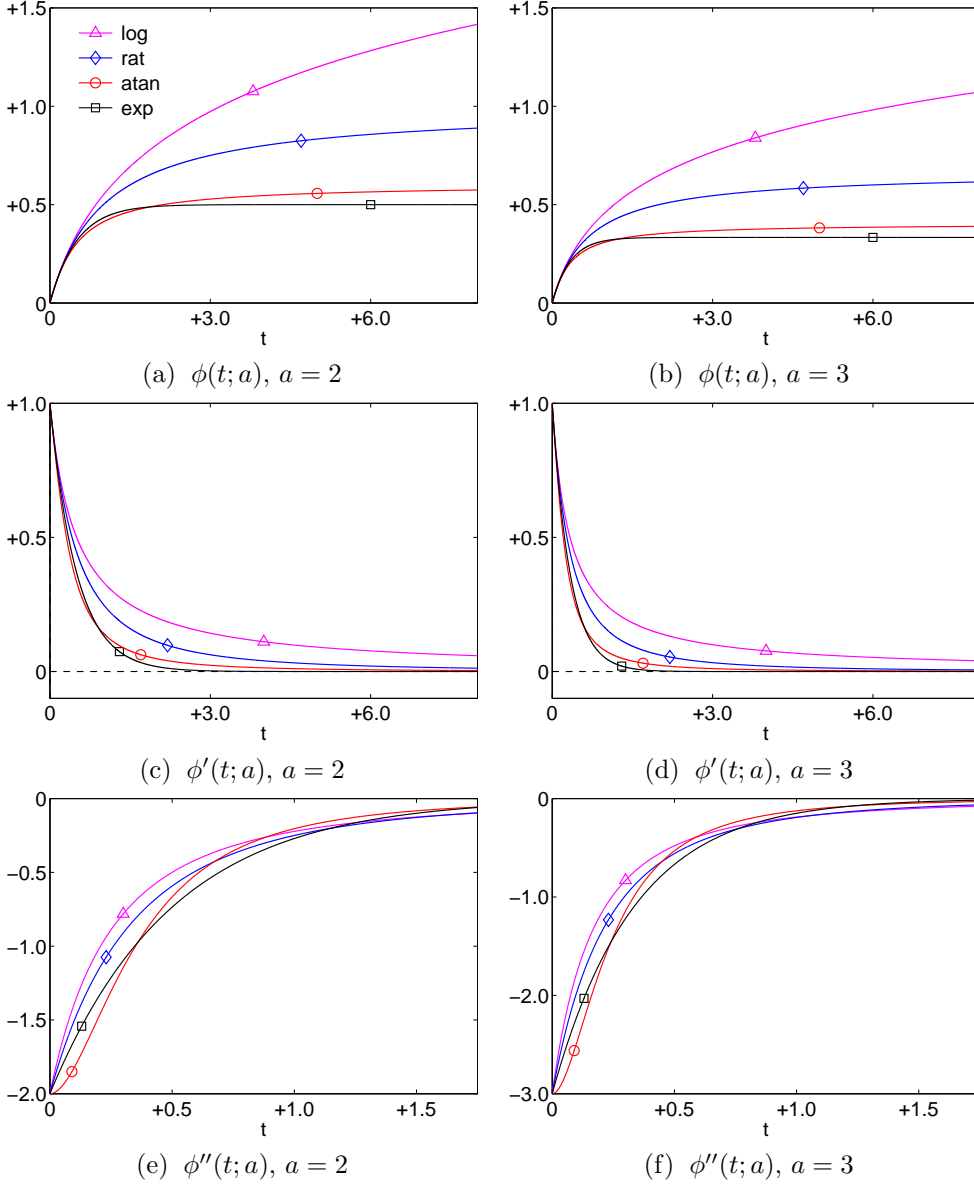 +1.5
+1.0
+0.5
0
log
rat
atan
exp
0 +3.0 +6.0
t
(a) ϕ(t; a), a = 2
+1.5
+1.0
+0.5
0
0 +3.0 +6.0
t
(b) ϕ(t; a), a = 3
+1.0
+0.5
0
0 +3.0 +6.0
t
(c) ϕ′(t; a), a = 2
+1.0
+0.5
0
0 +3.0 +6.0
t
(d) ϕ′(t; a), a = 3
0
−0.5
−1.0
−1.5
−2.0
0 +0.5 +1.0 +1.5
t
(e) ϕ′′(t; a), a = 2
0
−1.0
−2.0
−3.0
0 +0.5 +1.0 +1.5
t
(f) ϕ′′(t; a), a = 3